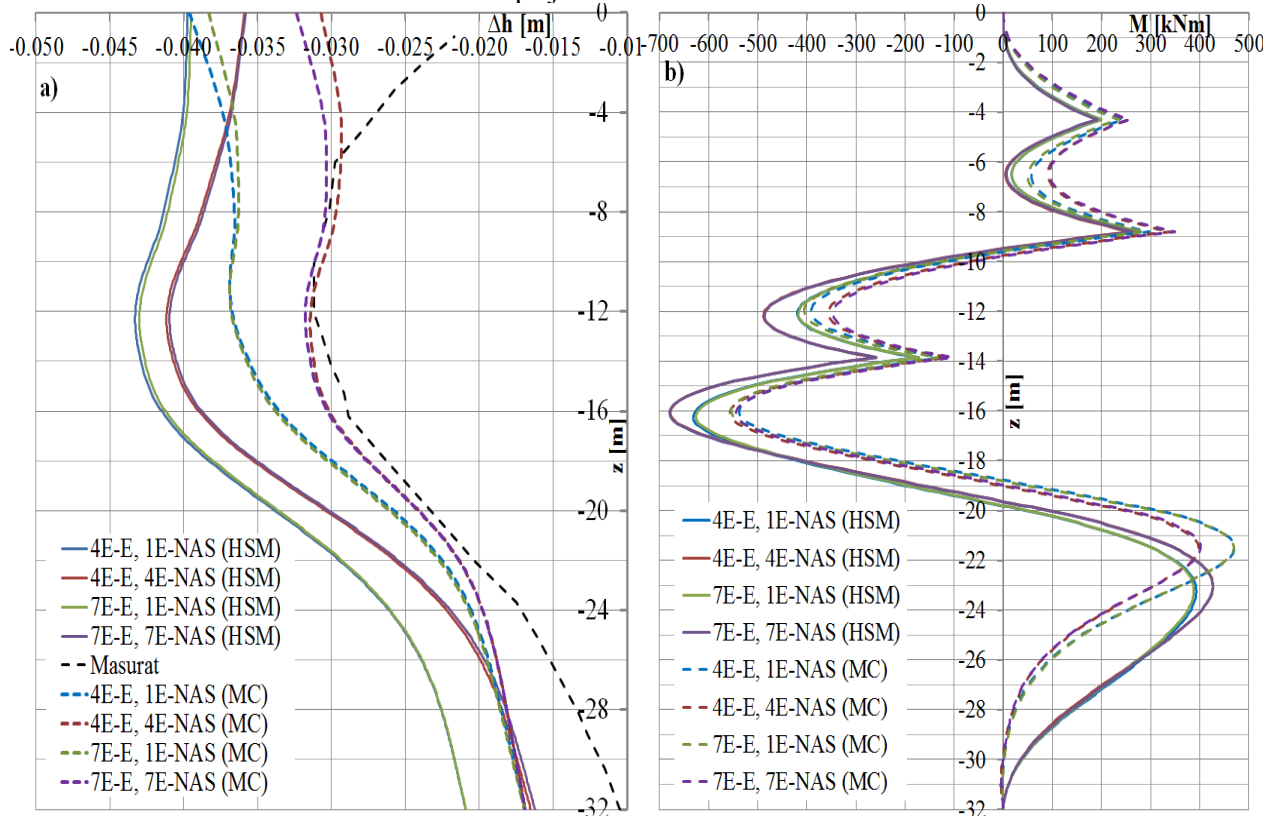 0
Δh [m]
-0.050
-0.045
-0.040
-0.035
-0.030
-0.025
-0.020
-0.015
-0.01
a)
-4
-8
-12
-16
z [m]
-20
-24
-28
-32
4E-E, 1E-NAS (HSM)
4E-E, 4E-NAS (HSM)
7E-E, 1E-NAS (HSM)
7E-E, 7E-NAS (HSM)
Masurat
4E-E, 1E-NAS (MC)
4E-E, 4E-NAS (MC)
7E-E, 1E-NAS (MC)
7E-E, 7E-NAS (MC)
0
M [kNm]
-700
-600
-500
-400
-300
-200
-100
0
100
200
300
400
500
b)
-2
-4
-6
-8
-10
-12
-14
z [m]
-16
-18
-20
-22
-24
-26
-28
-30
-32
4E-E, 1E-NAS (HSM)
4E-E, 4E-NAS (HSM)
7E-E, 1E-NAS (HSM)
7E-E, 7E-NAS (HSM)
4E-E, 1E-NAS (MC)
4E-E, 4E-NAS (MC)
7E-E, 1E-NAS (MC)
7E-E, 7E-NAS (MC)